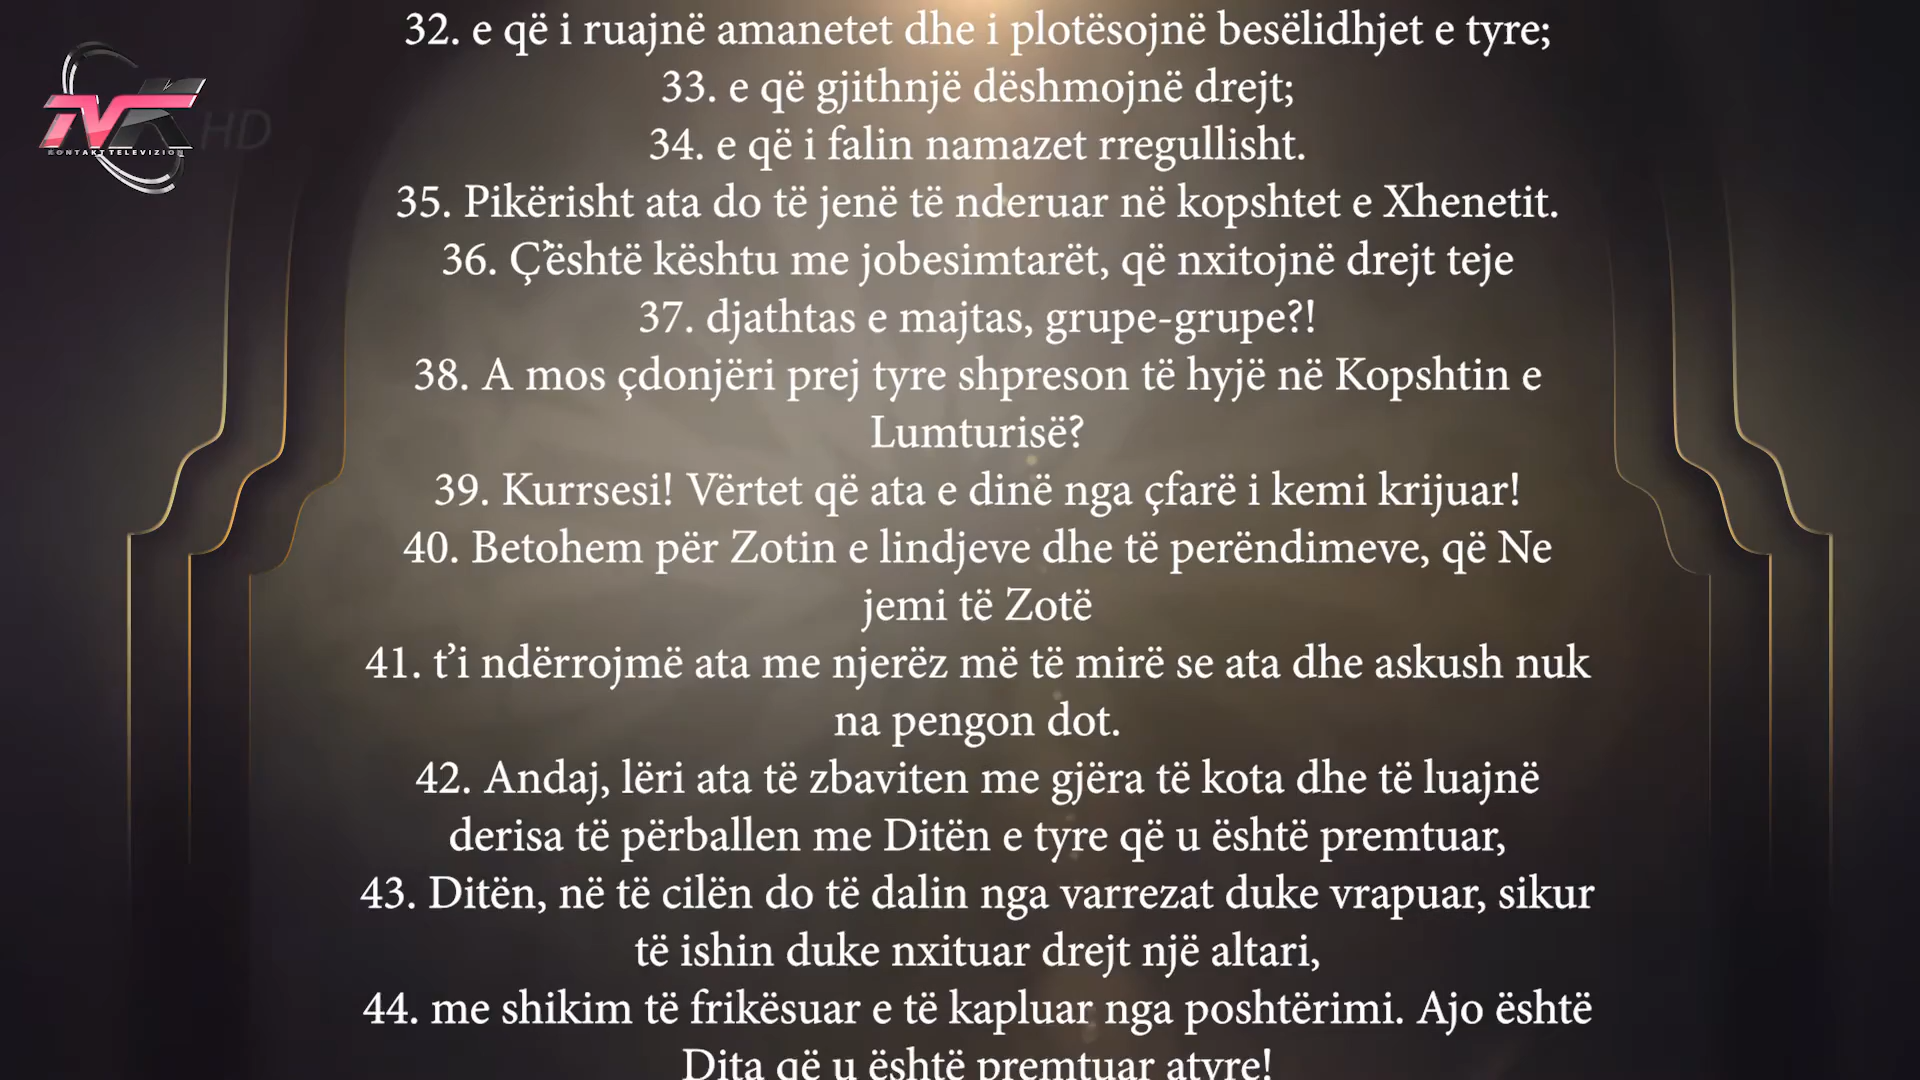 32. e që i ruajnë amanetet dhe i plotësojnë besëlidhjet e tyre;
33. e që gjithnjë dëshmojnë drejt;
34. e që i falin namazet rregullisht.
35. Pikërisht ata do të jenë të nderuar në kopshtet e Xhenetit.
36. Ç’është kështu me jobesimtarët, që nxitojnë drejt teje
37. djathtas e majtas, grupe-grupe?!
38. A mos çdonjëri prej tyre shpreson të hyjë në Kopshtin e
Lumturisë?
39. Kurrsesi! Vërtet që ata e dinë nga çfarë i kemi krijuar!
40. Betohem për Zotin e lindjeve dhe të perëndimeve, që Ne
jemi të Zotë
41. t’i ndërrojmë ata me njerëz më të mirë se ata dhe askush nuk
na pengon dot.
42. Andaj, lëri ata të zbaviten me gjëra të kota dhe të luajnë
derisa të përballen me Ditën e tyre që u është premtuar,
43. Ditën, në të cilën do të dalin nga varrezat duke vrapuar, sikur
të ishin duke nxituar drejt një altari,
44. me shikim të frikësuar e të kapluar nga poshtërimi. Ajo është
Dita që u është premtuar atyre!
TVK HD
KONTAKT TELEVIZION